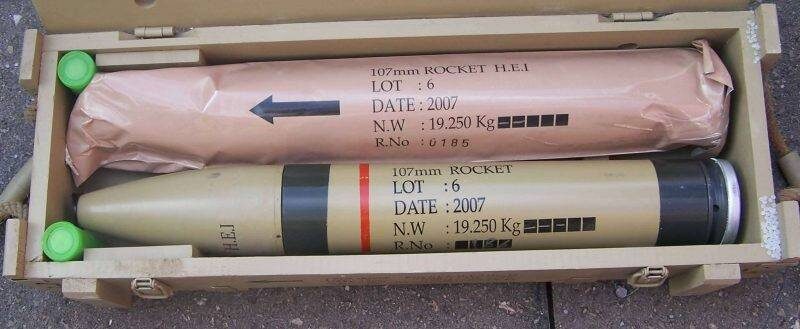 107mm ROCKET H.E.I
LOT : 6
DATE : 2007
N.W : 19.250 Kg
R.No : 0185
107mm ROCKET
LOT : 6
DATE : 2007
N.W : 19.250 Kg
R.No :
H.E.I